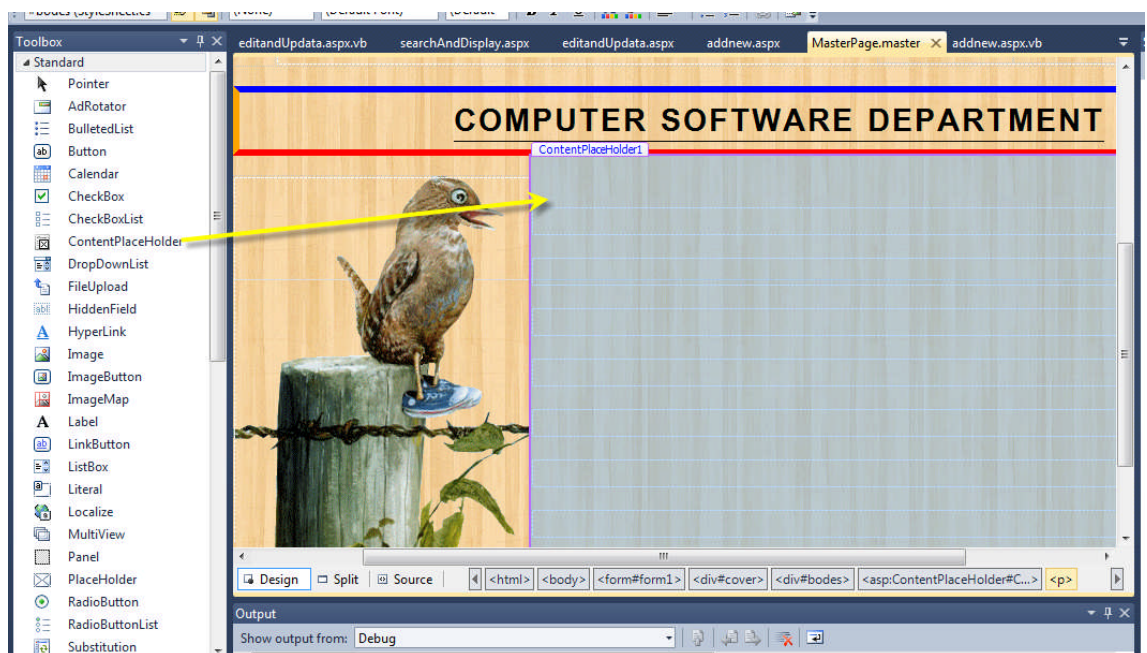 Toolbox
Standard
Pointer
AdRotator
BulletedList
Button
Calendar
CheckBox
CheckBoxList
ContentPlaceHolder
DropDownList
FileUpload
HiddenField
HyperLink
Image
ImageButton
ImageMap
Label
LinkButton
ListBox
Literal
Localize
MultiView
Panel
PlaceHolder
RadioButton
RadioButtonList
Substitution
editandUpdata.aspx.vb searchAndDisplay.aspx editandUpdata.aspx addnew.aspx MasterPage.master addnew.aspx.vb
COMPUTER SOFTWARE DEPARTMENT
ContentPlaceHolder1
Design Split Source <html> <body> <form#form1> <div#cover> <div#bodes> <asp:ContentPlaceHolder#C...> <p>
Output
Show output from: Debug